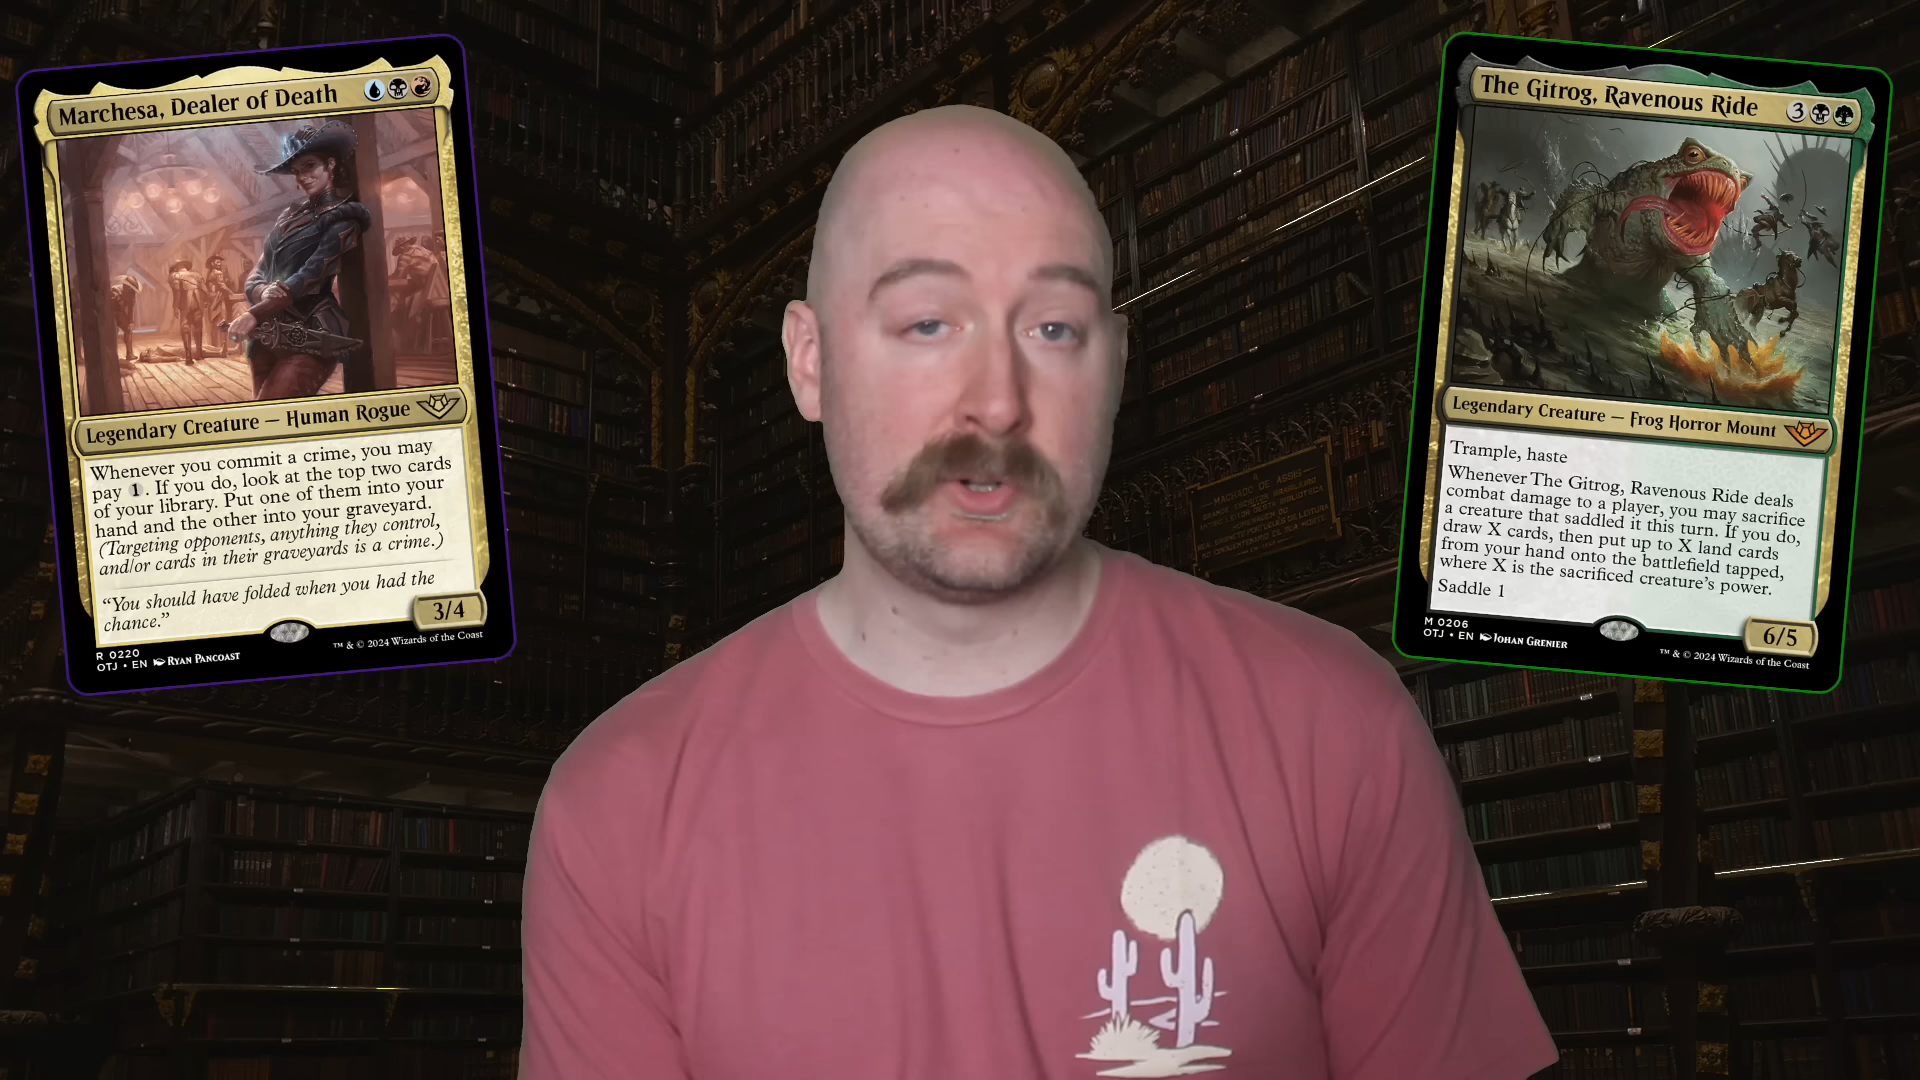 Marchesa, Dealer of Death
Legendary Creature — Human Rogue
Whenever you commit a crime, you may
pay 1. If you do, look at the top two cards
of your library. Put one of them into your
hand and the other into your graveyard.
(Targeting opponents, anything they control,
and/or cards in their graveyards is a crime.)
“You should have folded when you had the
chance.”
3/4
R 0220
OTJ • EN Ryan Pancoast
™ & © 2024 Wizards of the Coast
The Gitrog, Ravenous Ride 3
Legendary Creature — Frog Horror Mount
Trample, haste
Whenever The Gitrog, Ravenous Ride deals
combat damage to a player, you may sacrifice
a creature that saddled it this turn. If you do,
draw X cards, then put up to X land cards
from your hand onto the battlefield tapped,
where X is the sacrificed creature’s power.
Saddle 1
6/5
M 0206
OTJ • EN Johan Grenier
™ & © 2024 Wizards of the Coast
MACHADO DE ASSIS